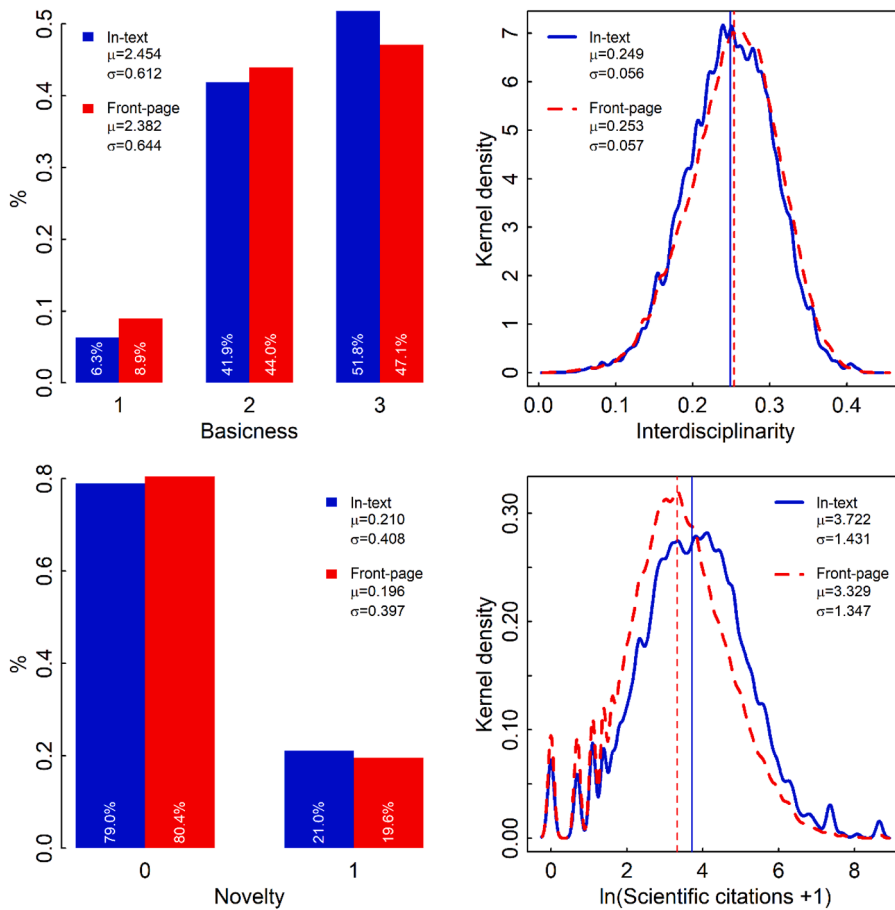 0.5
0.4
0.3
0.2
0.1
0.0
%
In-text
μ=2.454
σ=0.612
Front-page
μ=2.382
σ=0.644
6.3%
8.9%
41.9%
44.0%
51.8%
47.1%
1
2
3
Basicness
7
6
5
4
3
2
1
0
Kernel density
In-text
μ=0.249
σ=0.056
Front-page
μ=0.253
σ=0.057
0.0
0.1
0.2
0.3
0.4
Interdisciplinarity
0.8
0.6
0.4
0.2
0.0
%
In-text
μ=0.210
σ=0.408
Front-page
μ=0.196
σ=0.397
79.0%
80.4%
21.0%
19.6%
0
1
Novelty
0.30
0.20
0.10
0.00
Kernel density
In-text
μ=3.722
σ=1.431
Front-page
μ=3.329
σ=1.347
0
2
4
6
8
ln(Scientific citations +1)